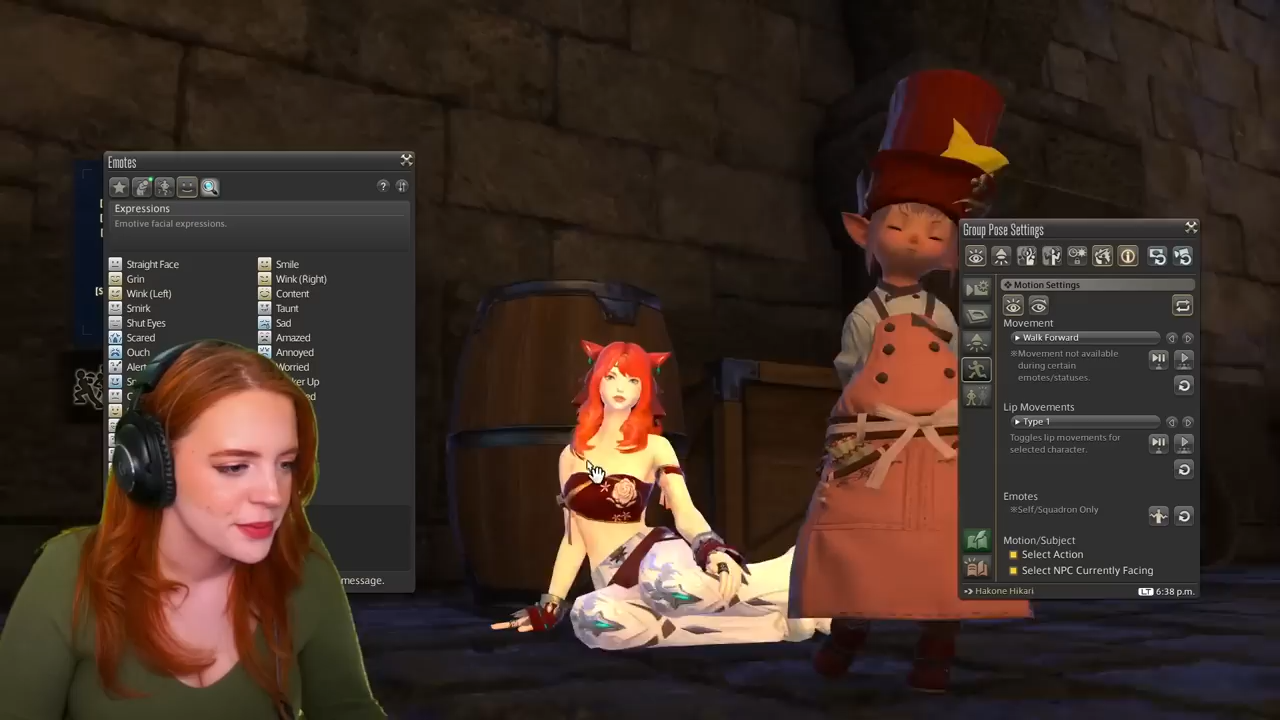 Emotes
?
Expressions
Emotive facial expressions.
Straight Face
Smile
Grin
Wink (Right)
Wink (Left)
Content
Smirk
Taunt
Shut Eyes
Sad
Scared
Amazed
Ouch
Annoyed
Alert
Worried
message.
Group Pose Settings
Motion Settings
Movement
Walk Forward
※Movement not available
during certain
emotes/statuses.
Lip Movements
Type 1
Toggles lip movements for
selected character.
Emotes
※Self/Squadron Only
Motion/Subject
Select Action
Select NPC Currently Facing
Hakone Hikari
LT 6:38 p.m.